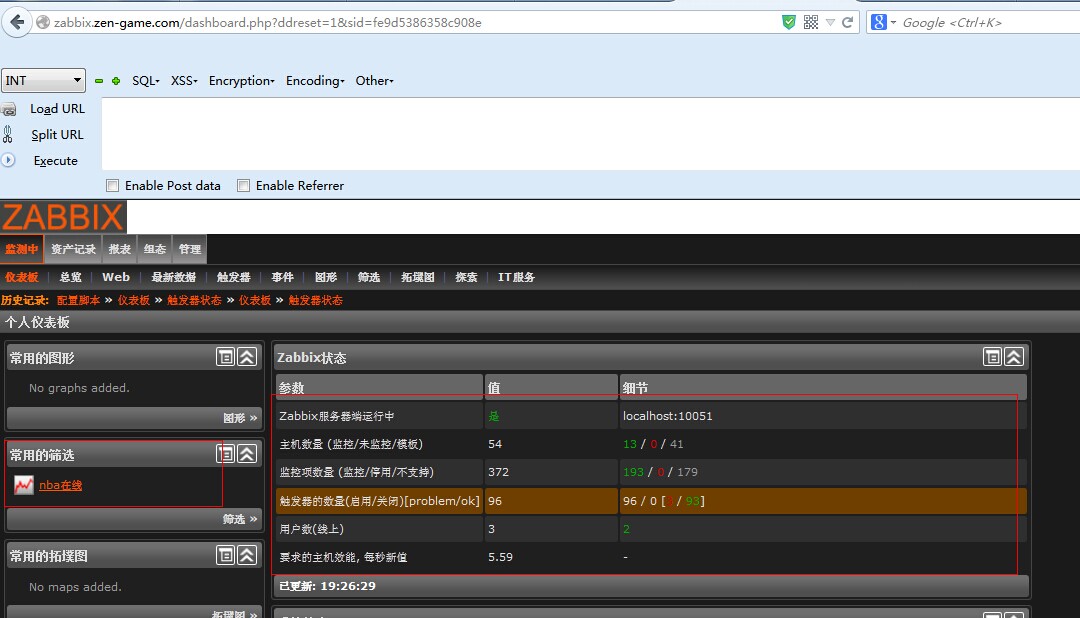 zabbix.zen-game.com/dashboard.php?ddreset=1&sid=fe9d5386358c908e
Google <Ctrl+K>
INT SQL XSS Encryption Encoding Other
Load URL
Split URL
Execute
Enable Post data Enable Referrer
ZABBIX
监测中 资产记录 报表 组态 管理
仪表板 总览 Web 最新数据 触发器 事件 图形 筛选 拓墣图 探索 IT服务
历史记录: 配置脚本 » 仪表板 » 触发器状态 » 仪表板 » 触发器状态
个人仪表板
常用的图形
No graphs added.
图形 »
常用的筛选
nba在线
筛选 »
常用的拓墣图
No maps added.
拓墣图 »
Zabbix状态
参数 值 细节
Zabbix服务器端运行中 是 localhost:10051
主机数量 (监控/未监控/模板) 54 13 / 0 / 41
监控项数量 (监控/停用/不支持) 372 193 / 0 / 179
触发器的数量(启用/关闭)[problem/ok] 96 96 / 0 [ / 93]
用户数(线上) 3 2
要求的主机效能, 每秒新值 5.59 -
已更新: 19:26:29